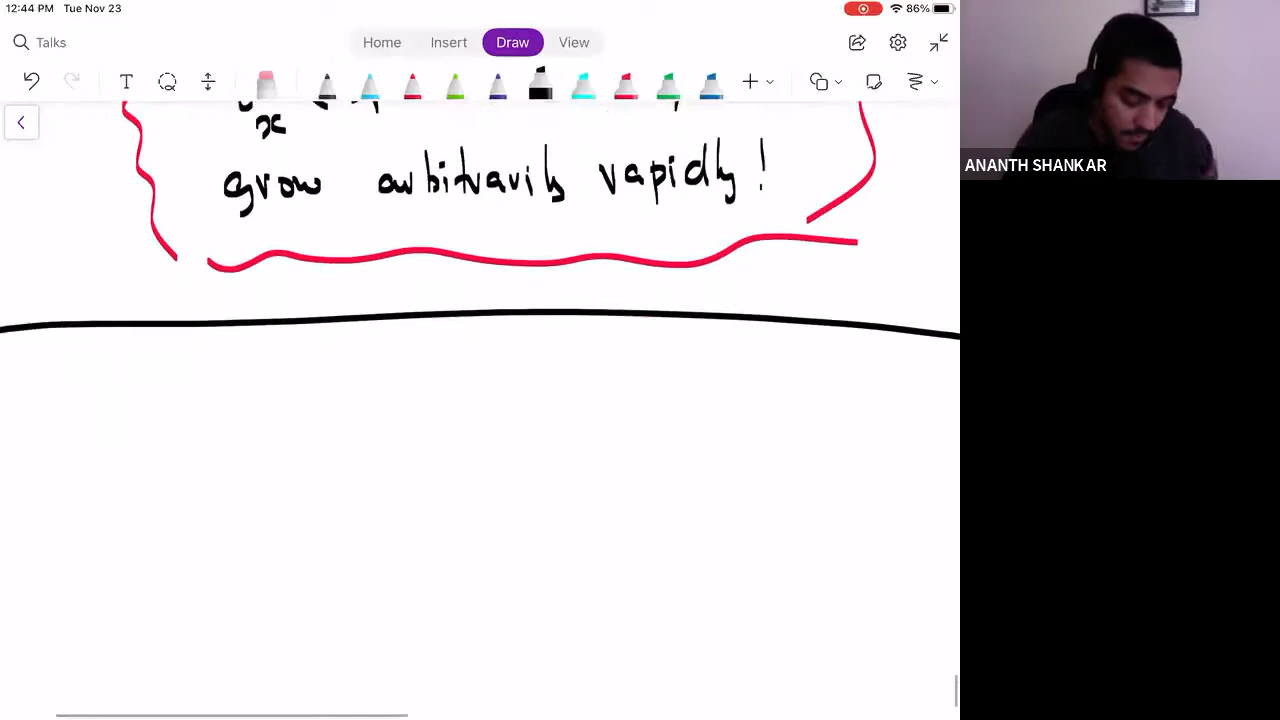 12:44 PM Tue Nov 23
86%
Talks
Home Insert Draw View
x
grow arbitrarily rapidly!
ANANTH SHANKAR